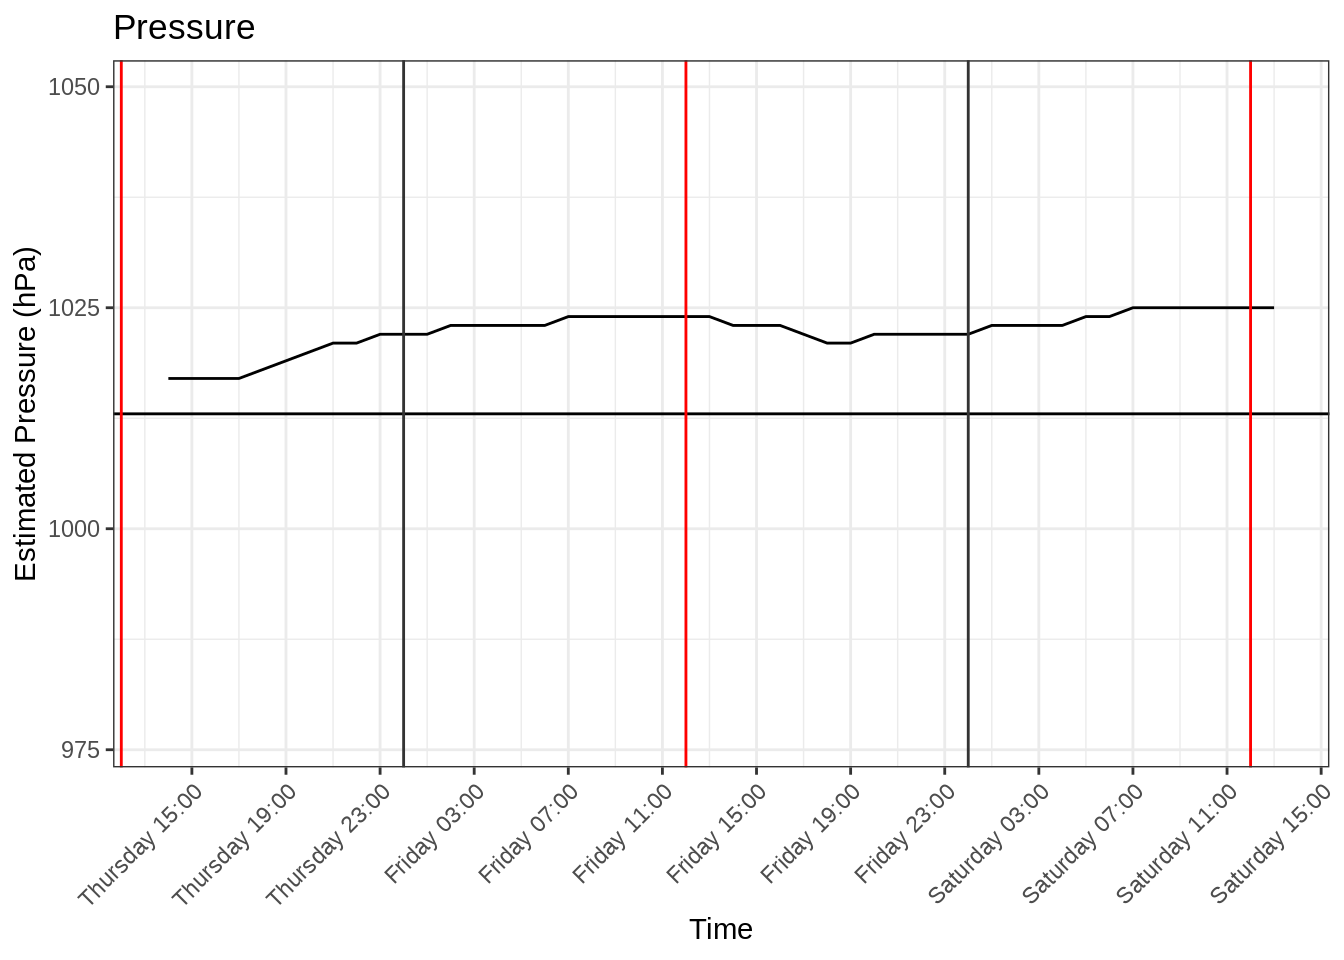 Pressure
Estimated Pressure (hPa)
1050
1025
1000
975
Thursday 15:00
Thursday 19:00
Thursday 23:00
Friday 03:00
Friday 07:00
Friday 11:00
Friday 15:00
Friday 19:00
Friday 23:00
Saturday 03:00
Saturday 07:00
Saturday 11:00
Saturday 15:00
Time